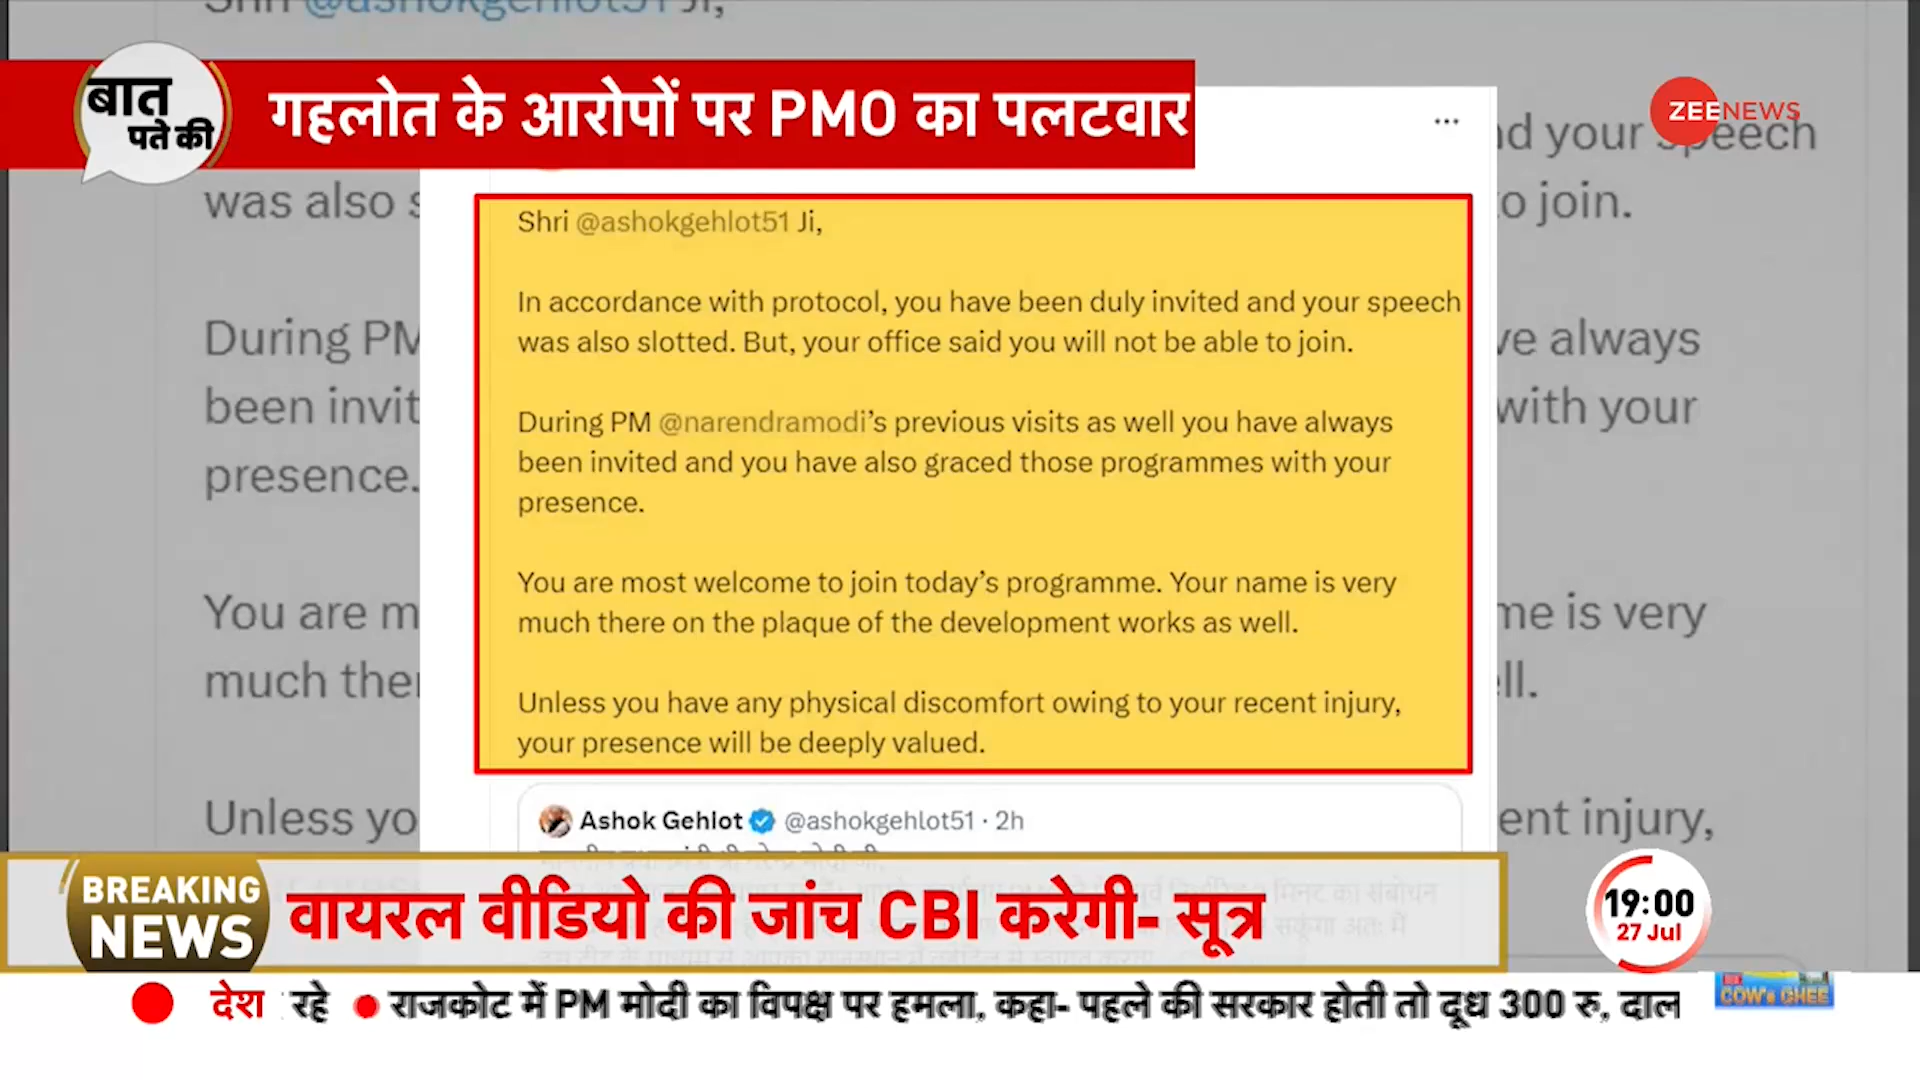 बात
पते की
गहलोत के आरोपों पर PMO का पलटवार
ZEENEWS
Shri @ashokgehlot51 Ji,
In accordance with protocol, you have been duly invited and your speech
was also slotted. But, your office said you will not be able to join.
During PM @narendramodi’s previous visits as well you have always
been invited and you have also graced those programmes with your
presence.
You are most welcome to join today’s programme. Your name is very
much there on the plaque of the development works as well.
Unless you have any physical discomfort owing to your recent injury,
your presence will be deeply valued.
Ashok Gehlot @ashokgehlot51 · 2h
BREAKING
NEWS
वायरल वीडियो की जांच CBI करेगी- सूत्र
19:00
27 Jul
देश रहे • राजकोट में PM मोदी का विपक्ष पर हमला, कहा- पहले की सरकार होती तो दूध 300 रु, दाल
COW's GHEE